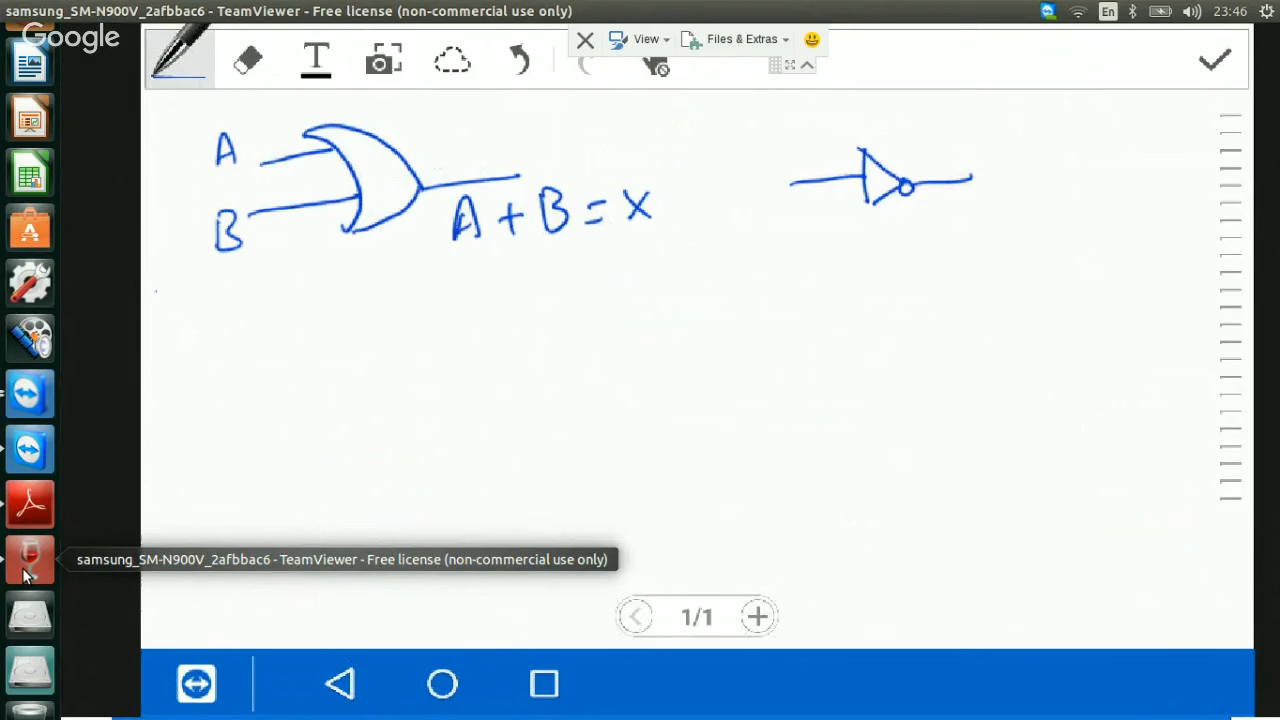 samsung_SM-N900V_2afbbac6 - TeamViewer - Free license (non-commercial use only)
En
23:46
Google
T
View
Files & Extras
A
B
A + B = X
samsung_SM-N900V_2afbbac6 - TeamViewer - Free license (non-commercial use only)
1/1